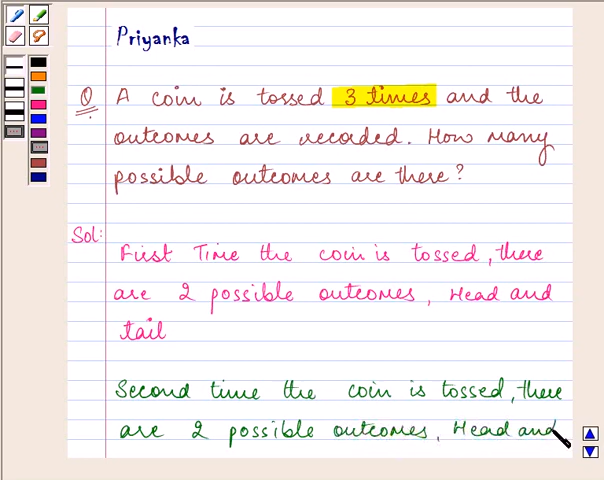 Priyanka
Q A coin is tossed 3 times and the
outcomes are recorded. How many
possible outcomes are there?
Sol:
First Time the coin is tossed, there
are 2 possible outcomes, Head and
tail
Second time the coin is tossed, there
are 2 possible outcomes, Head and